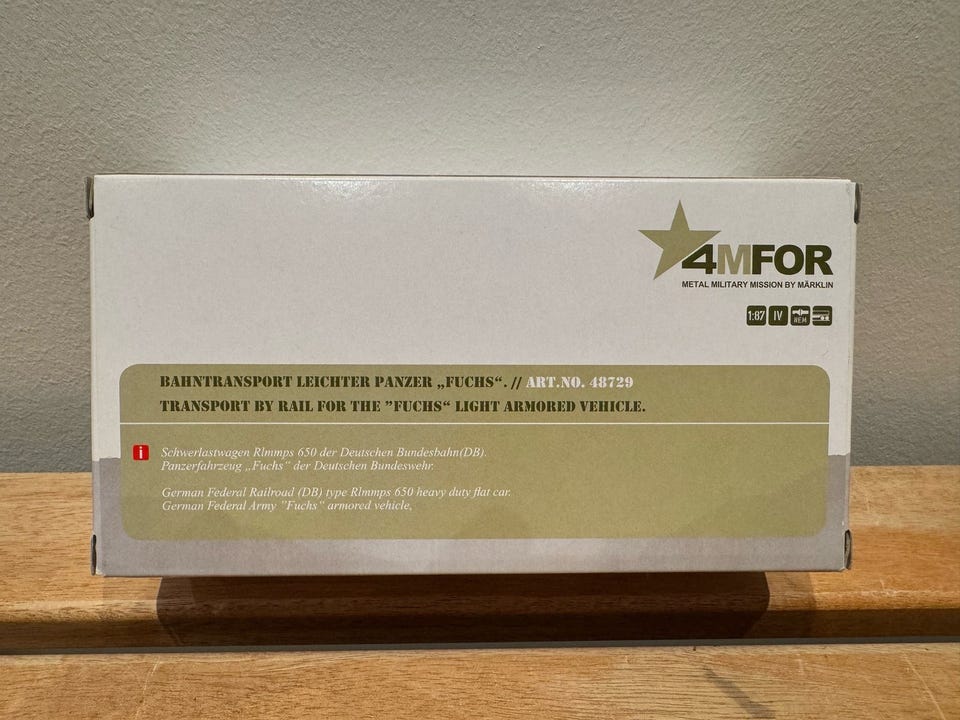 4MFOR
METAL MILITARY MISSION BY MÄRKLIN
1:87 IV NEM
BAHNTRANSPORT LEICHTER PANZER „FUCHS“. // ART.NO. 48729
TRANSPORT BY RAIL FOR THE ”FUCHS“ LIGHT ARMORED VEHICLE.
i
Schwerlastwagen Rlmmps 650 der Deutschen Bundesbahn(DB).
Panzerfahrzeug „Fuchs“ der Deutschen Bundeswehr.
German Federal Railroad (DB) type Rlmmps 650 heavy duty flat car.
German Federal Army ”Fuchs“ armored vehicle,